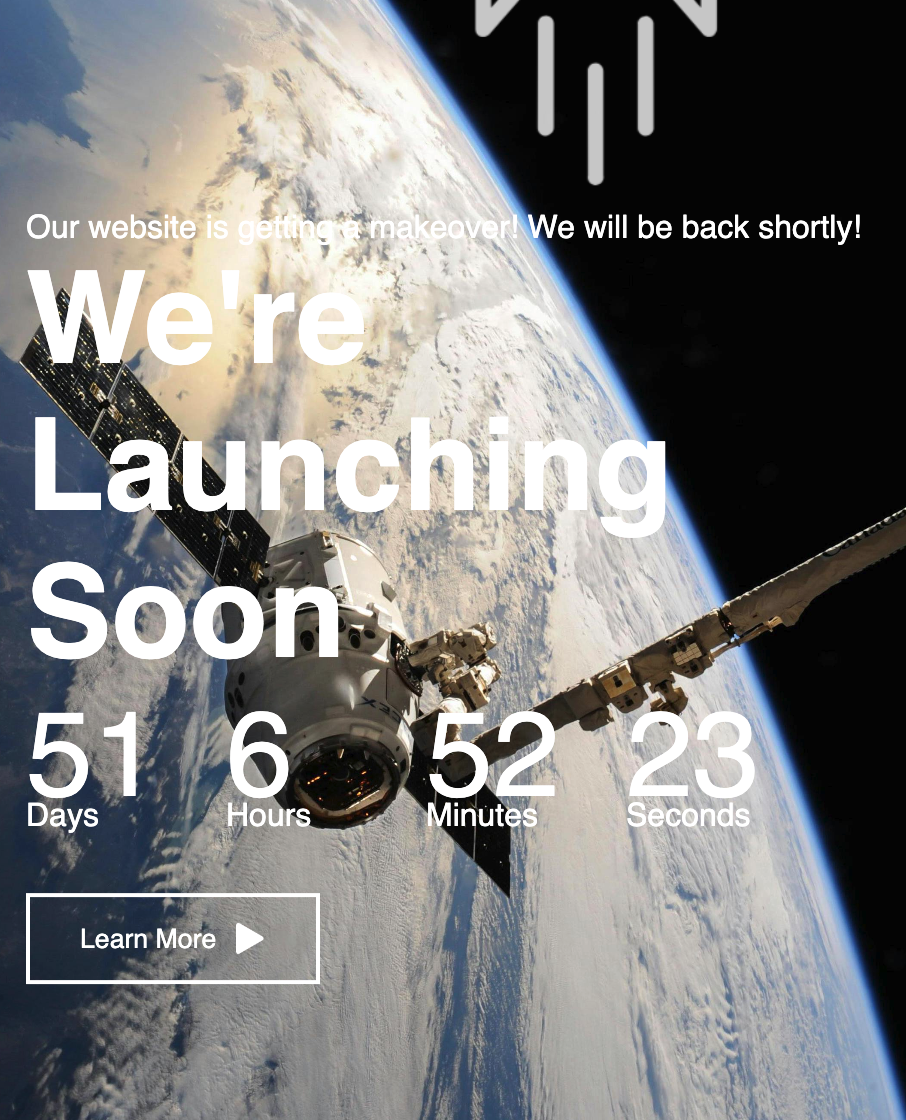 Our website is getting a makeover! We will be back shortly!
We're
Launching
Soon
51 6 52 23
Days Hours Minutes Seconds
Learn More